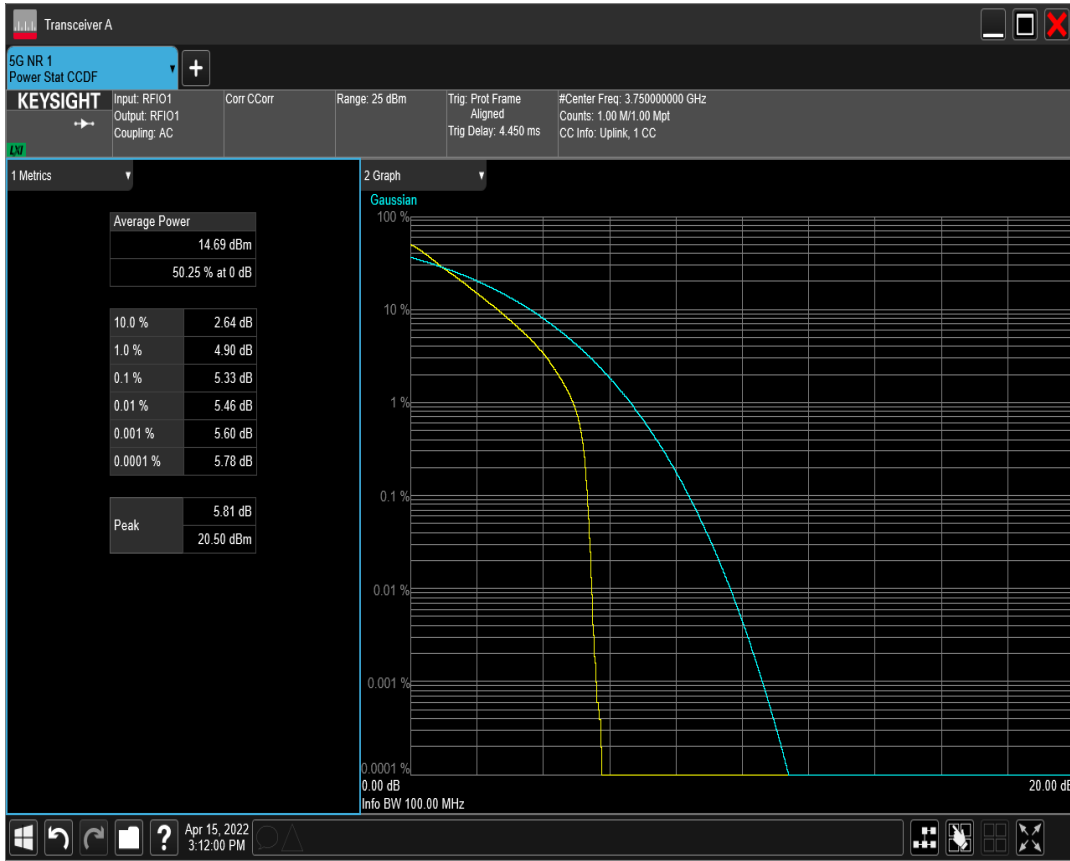 Transceiver A
5G NR 1
Power Stat CCDF
+
KEYSIGHT
LXI
Input: RFIO1
Output: RFIO1
Coupling: AC
Corr CCorr
Range: 25 dBm
Trig: Prot Frame
Aligned
Trig Delay: 4.450 ms
#Center Freq: 3.750000000 GHz
Counts: 1.00 M/1.00 Mpt
CC Info: Uplink, 1 CC
1 Metrics
Average Power
14.69 dBm
50.25 % at 0 dB
10.0 % 2.64 dB
1.0 % 4.90 dB
0.1 % 5.33 dB
0.01 % 5.46 dB
0.001 % 5.60 dB
0.0001 % 5.78 dB
Peak
5.81 dB
20.50 dBm
2 Graph
Gaussian
100 %
10 %
1 %
0.1 %
0.01 %
0.001 %
0.0001 %
0.00 dB
20.00 dB
Info BW 100.00 MHz
?
Apr 15, 2022
3:12:00 PM